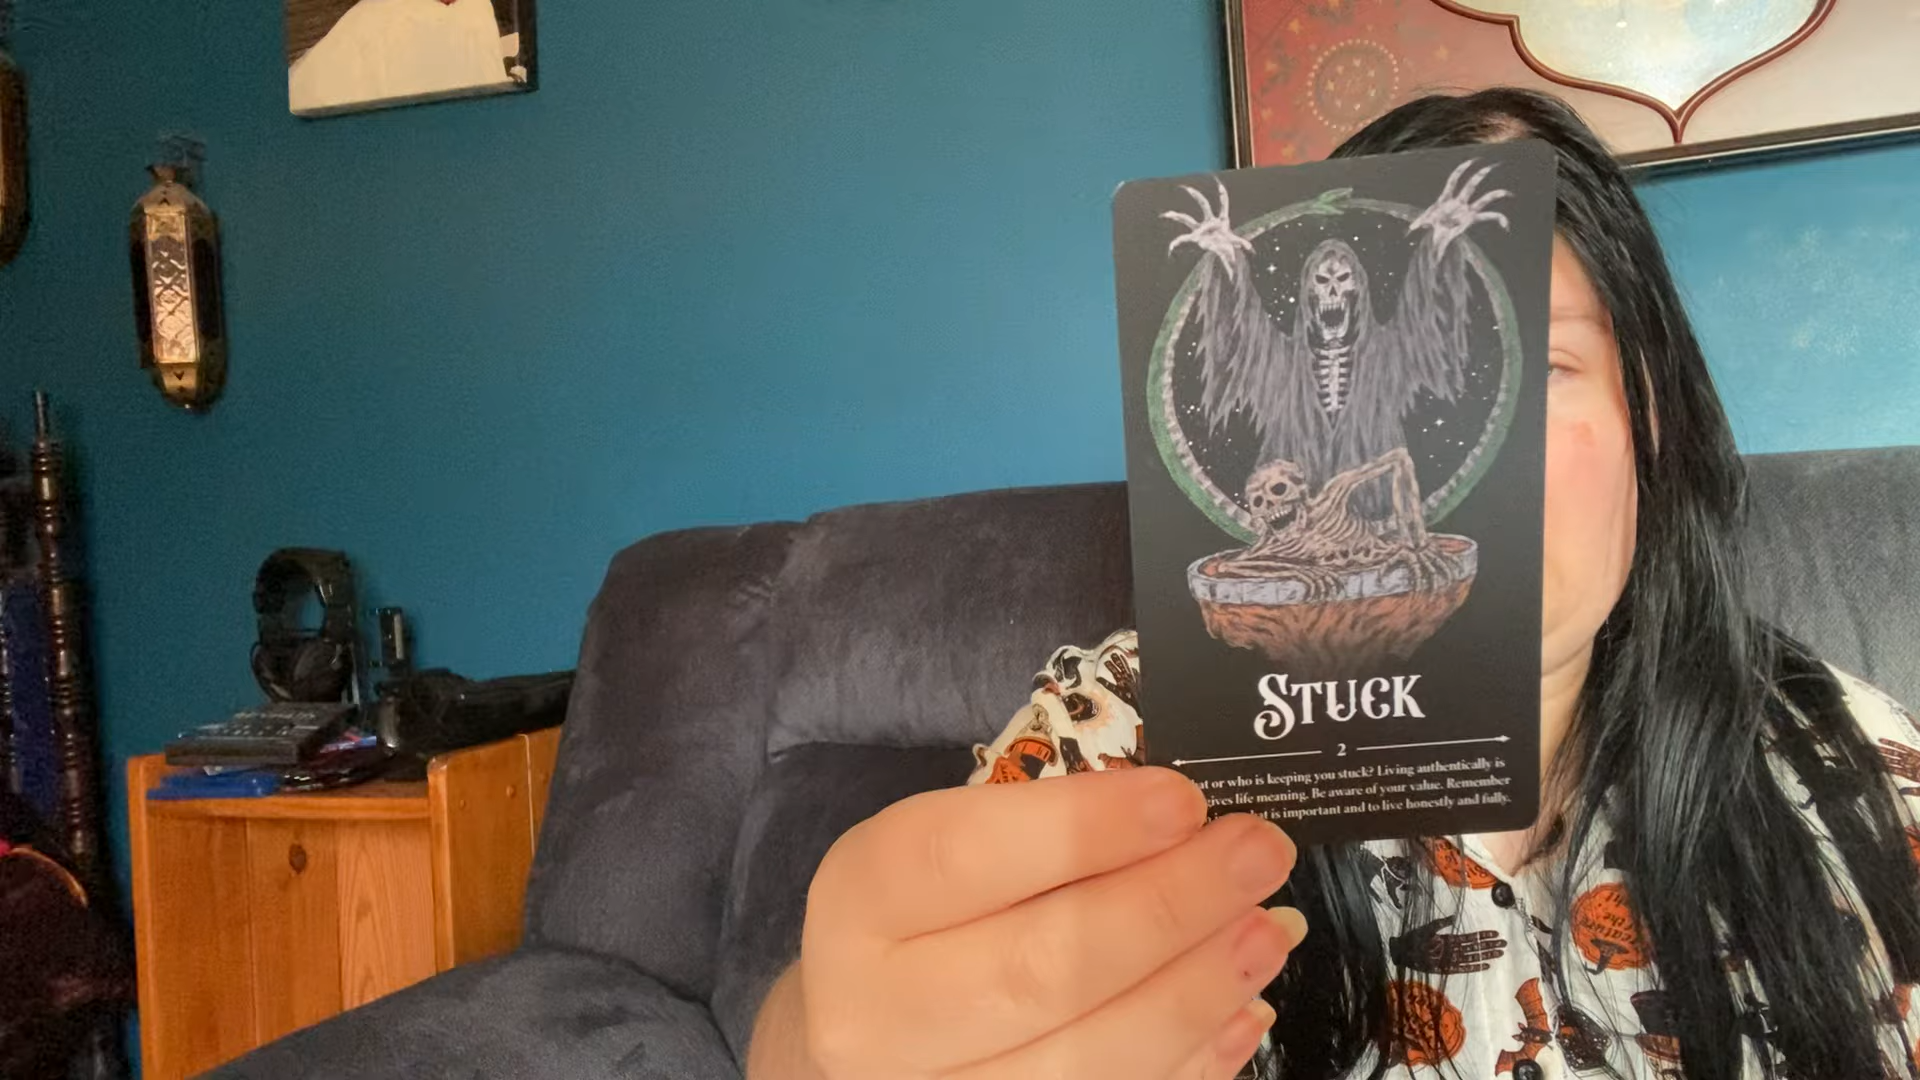 STUCK
2
at or who is keeping you stuck? Living authentically is
gives life meaning. Be aware of your value. Remember
at is important and to live honestly and fully.